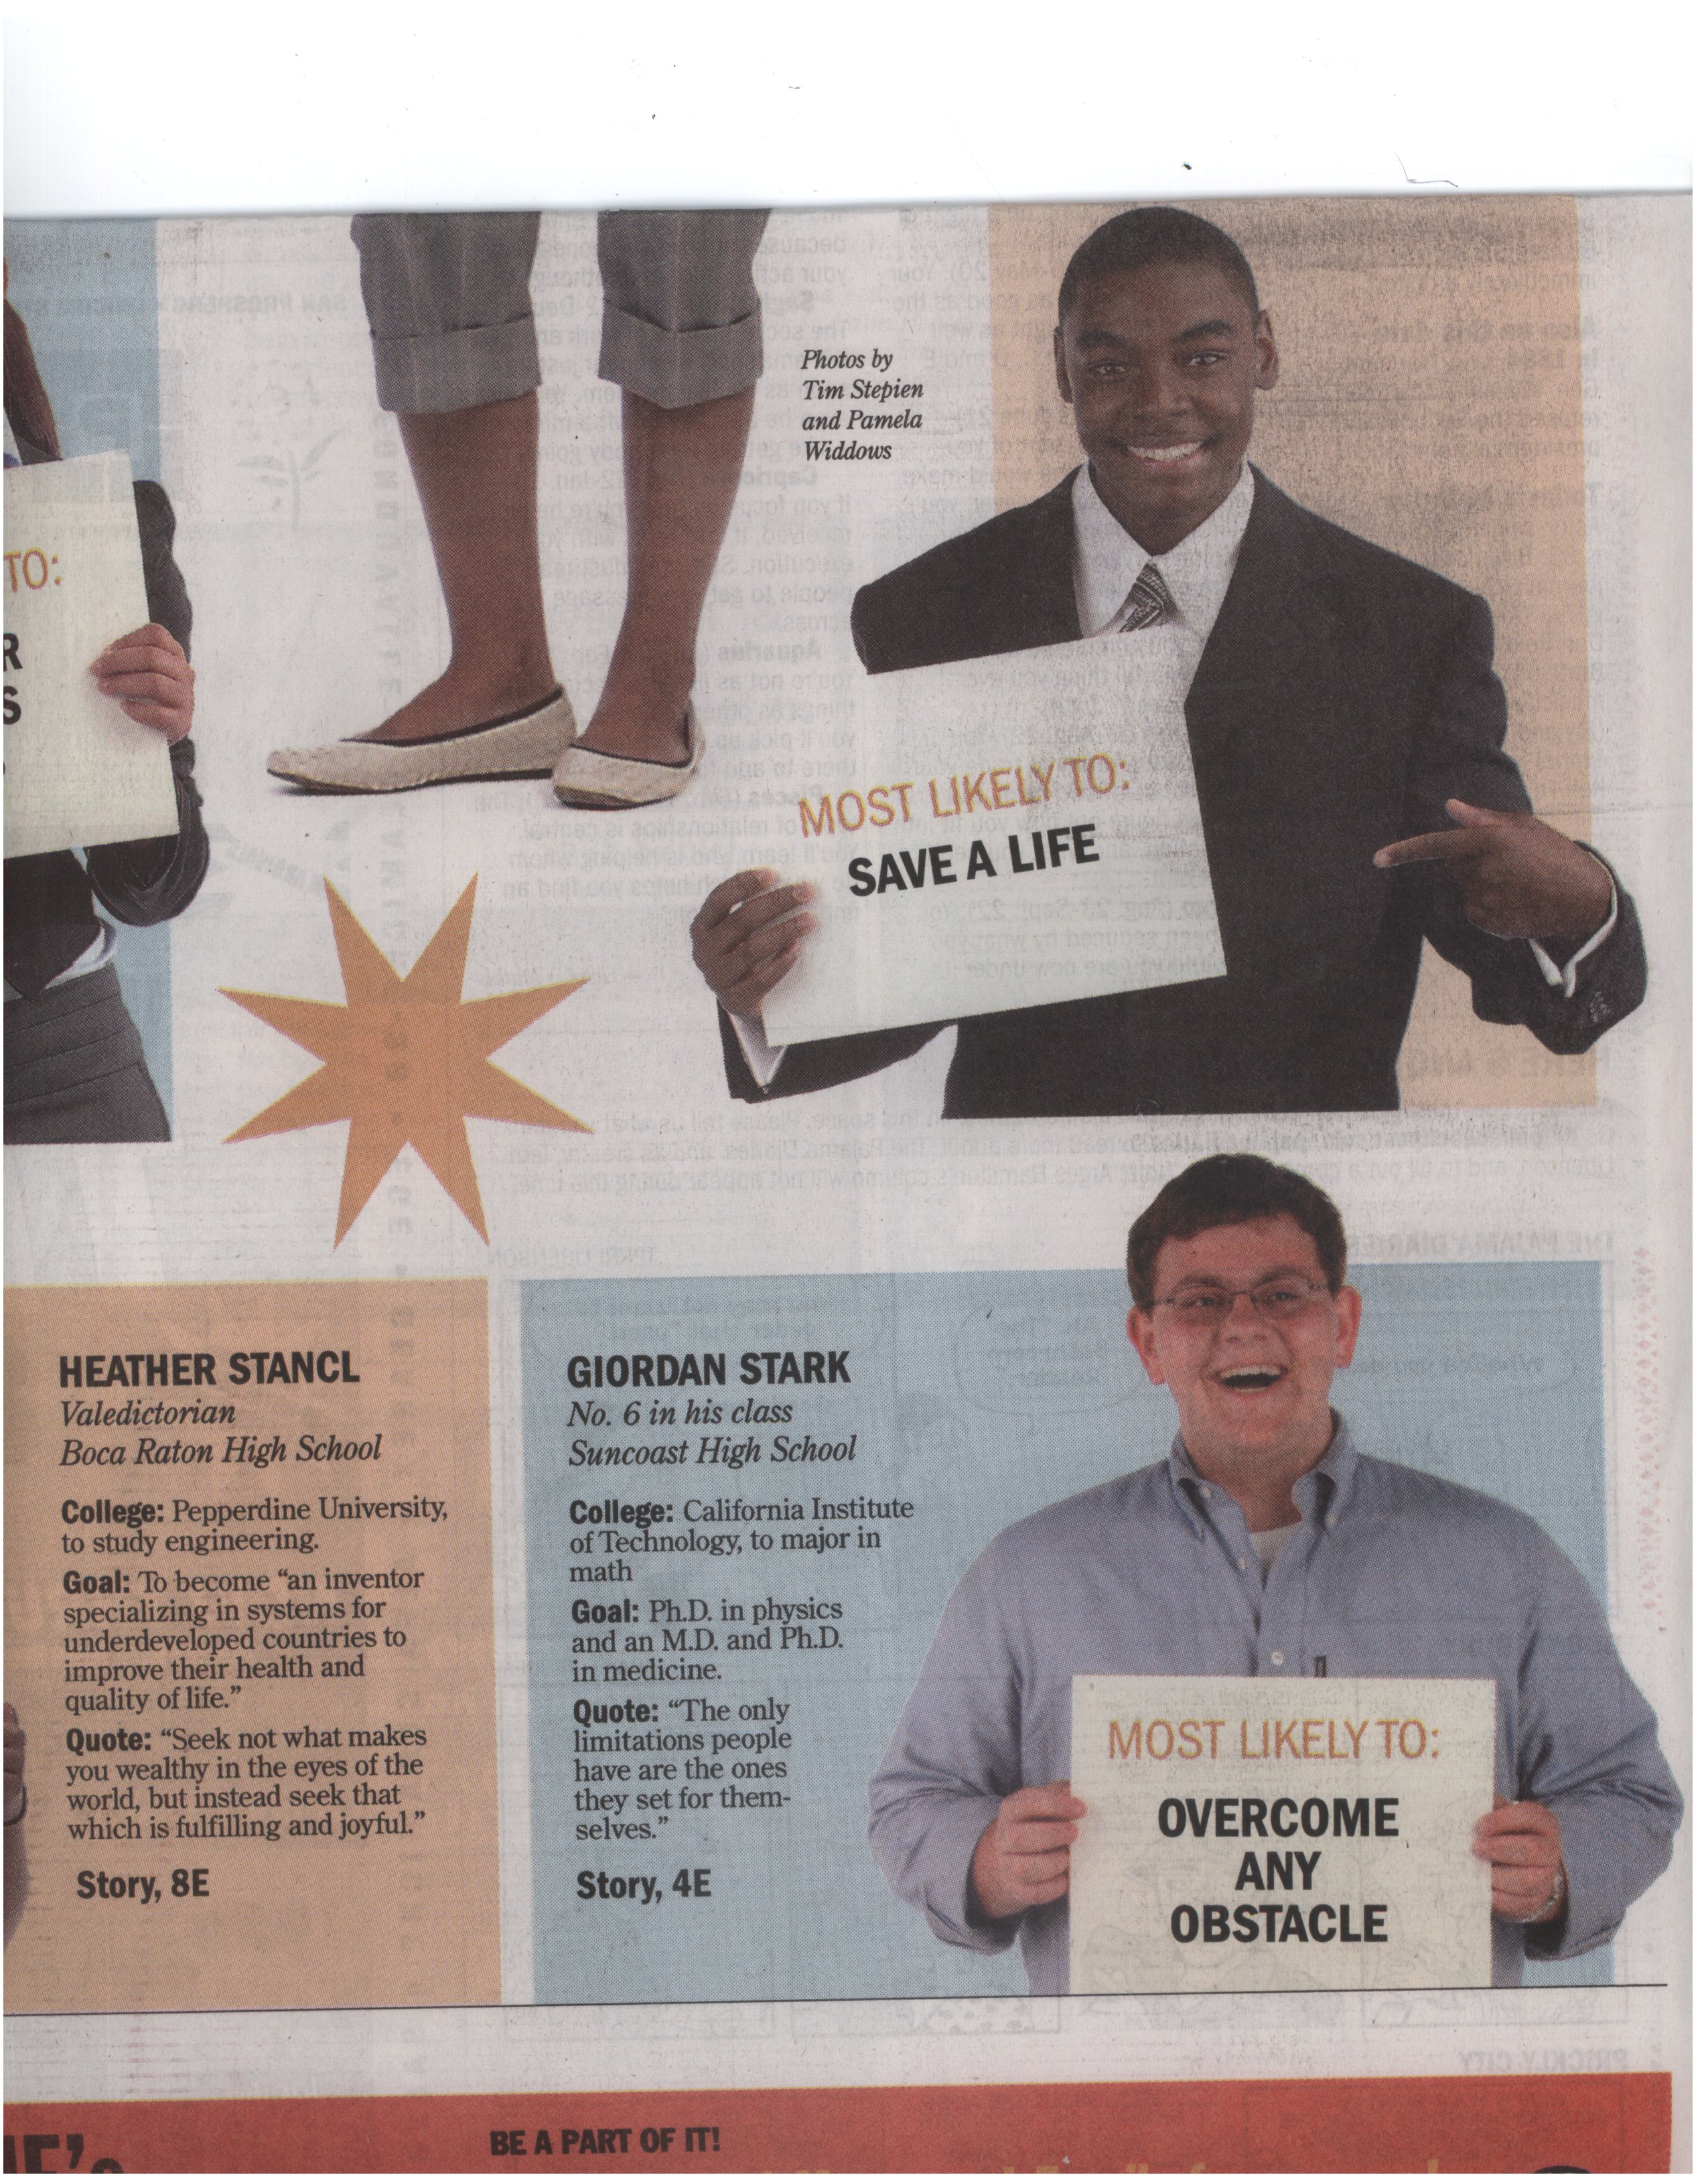 Photos by
Tim Stepien
and Pamela
Widdows
TO:
R
S
MOST LIKELY TO:
SAVE A LIFE
HEATHER STANCL
Valedictorian
Boca Raton High School
College: Pepperdine University,
to study engineering.
Goal: To become “an inventor
specializing in systems for
underdeveloped countries to
improve their health and
quality of life.”
Quote: “Seek not what makes
you wealthy in the eyes of the
world, but instead seek that
which is fulfilling and joyful.”
Story, 8E
GIORDAN STARK
No. 6 in his class
Suncoast High School
College: California Institute
of Technology, to major in
math
Goal: Ph.D. in physics
and an M.D. and Ph.D.
in medicine.
Quote: “The only
limitations people
have are the ones
they set for them-
selves.”
Story, 4E
MOST LIKELY TO:
OVERCOME
ANY
OBSTACLE
BE A PART OF IT!